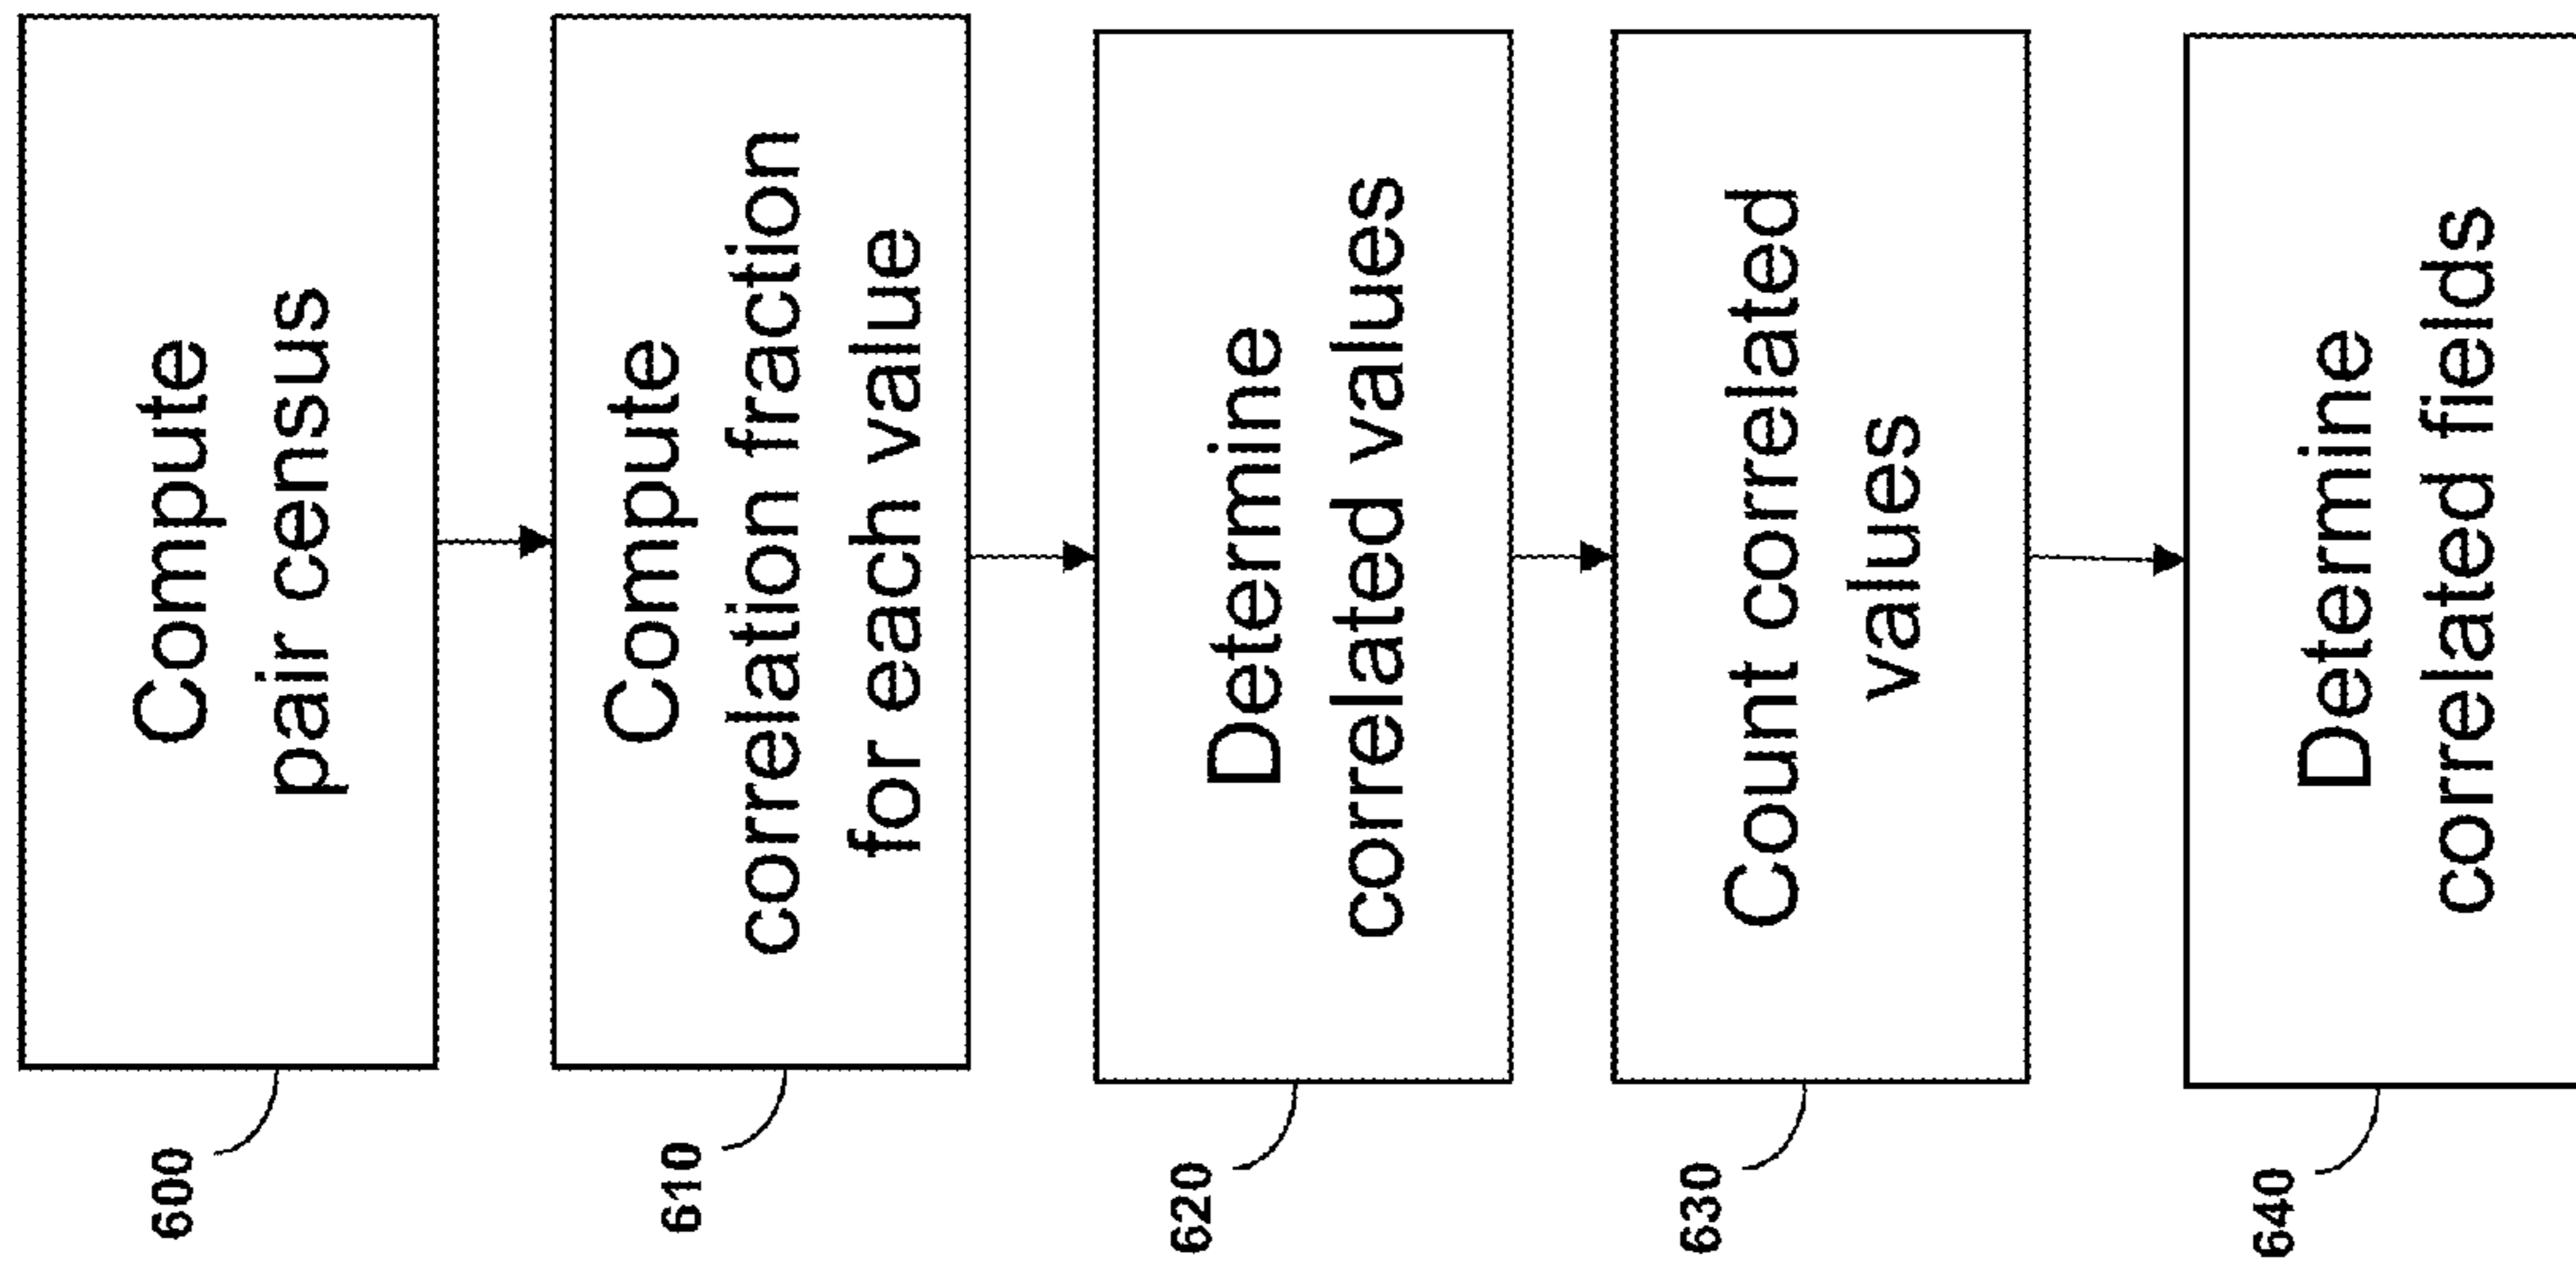 600
Compute
pair census
610
Compute
correlation fraction
for each value
620
Determine
correlated values
630
Count correlated
values
640
Determine
correlated fields